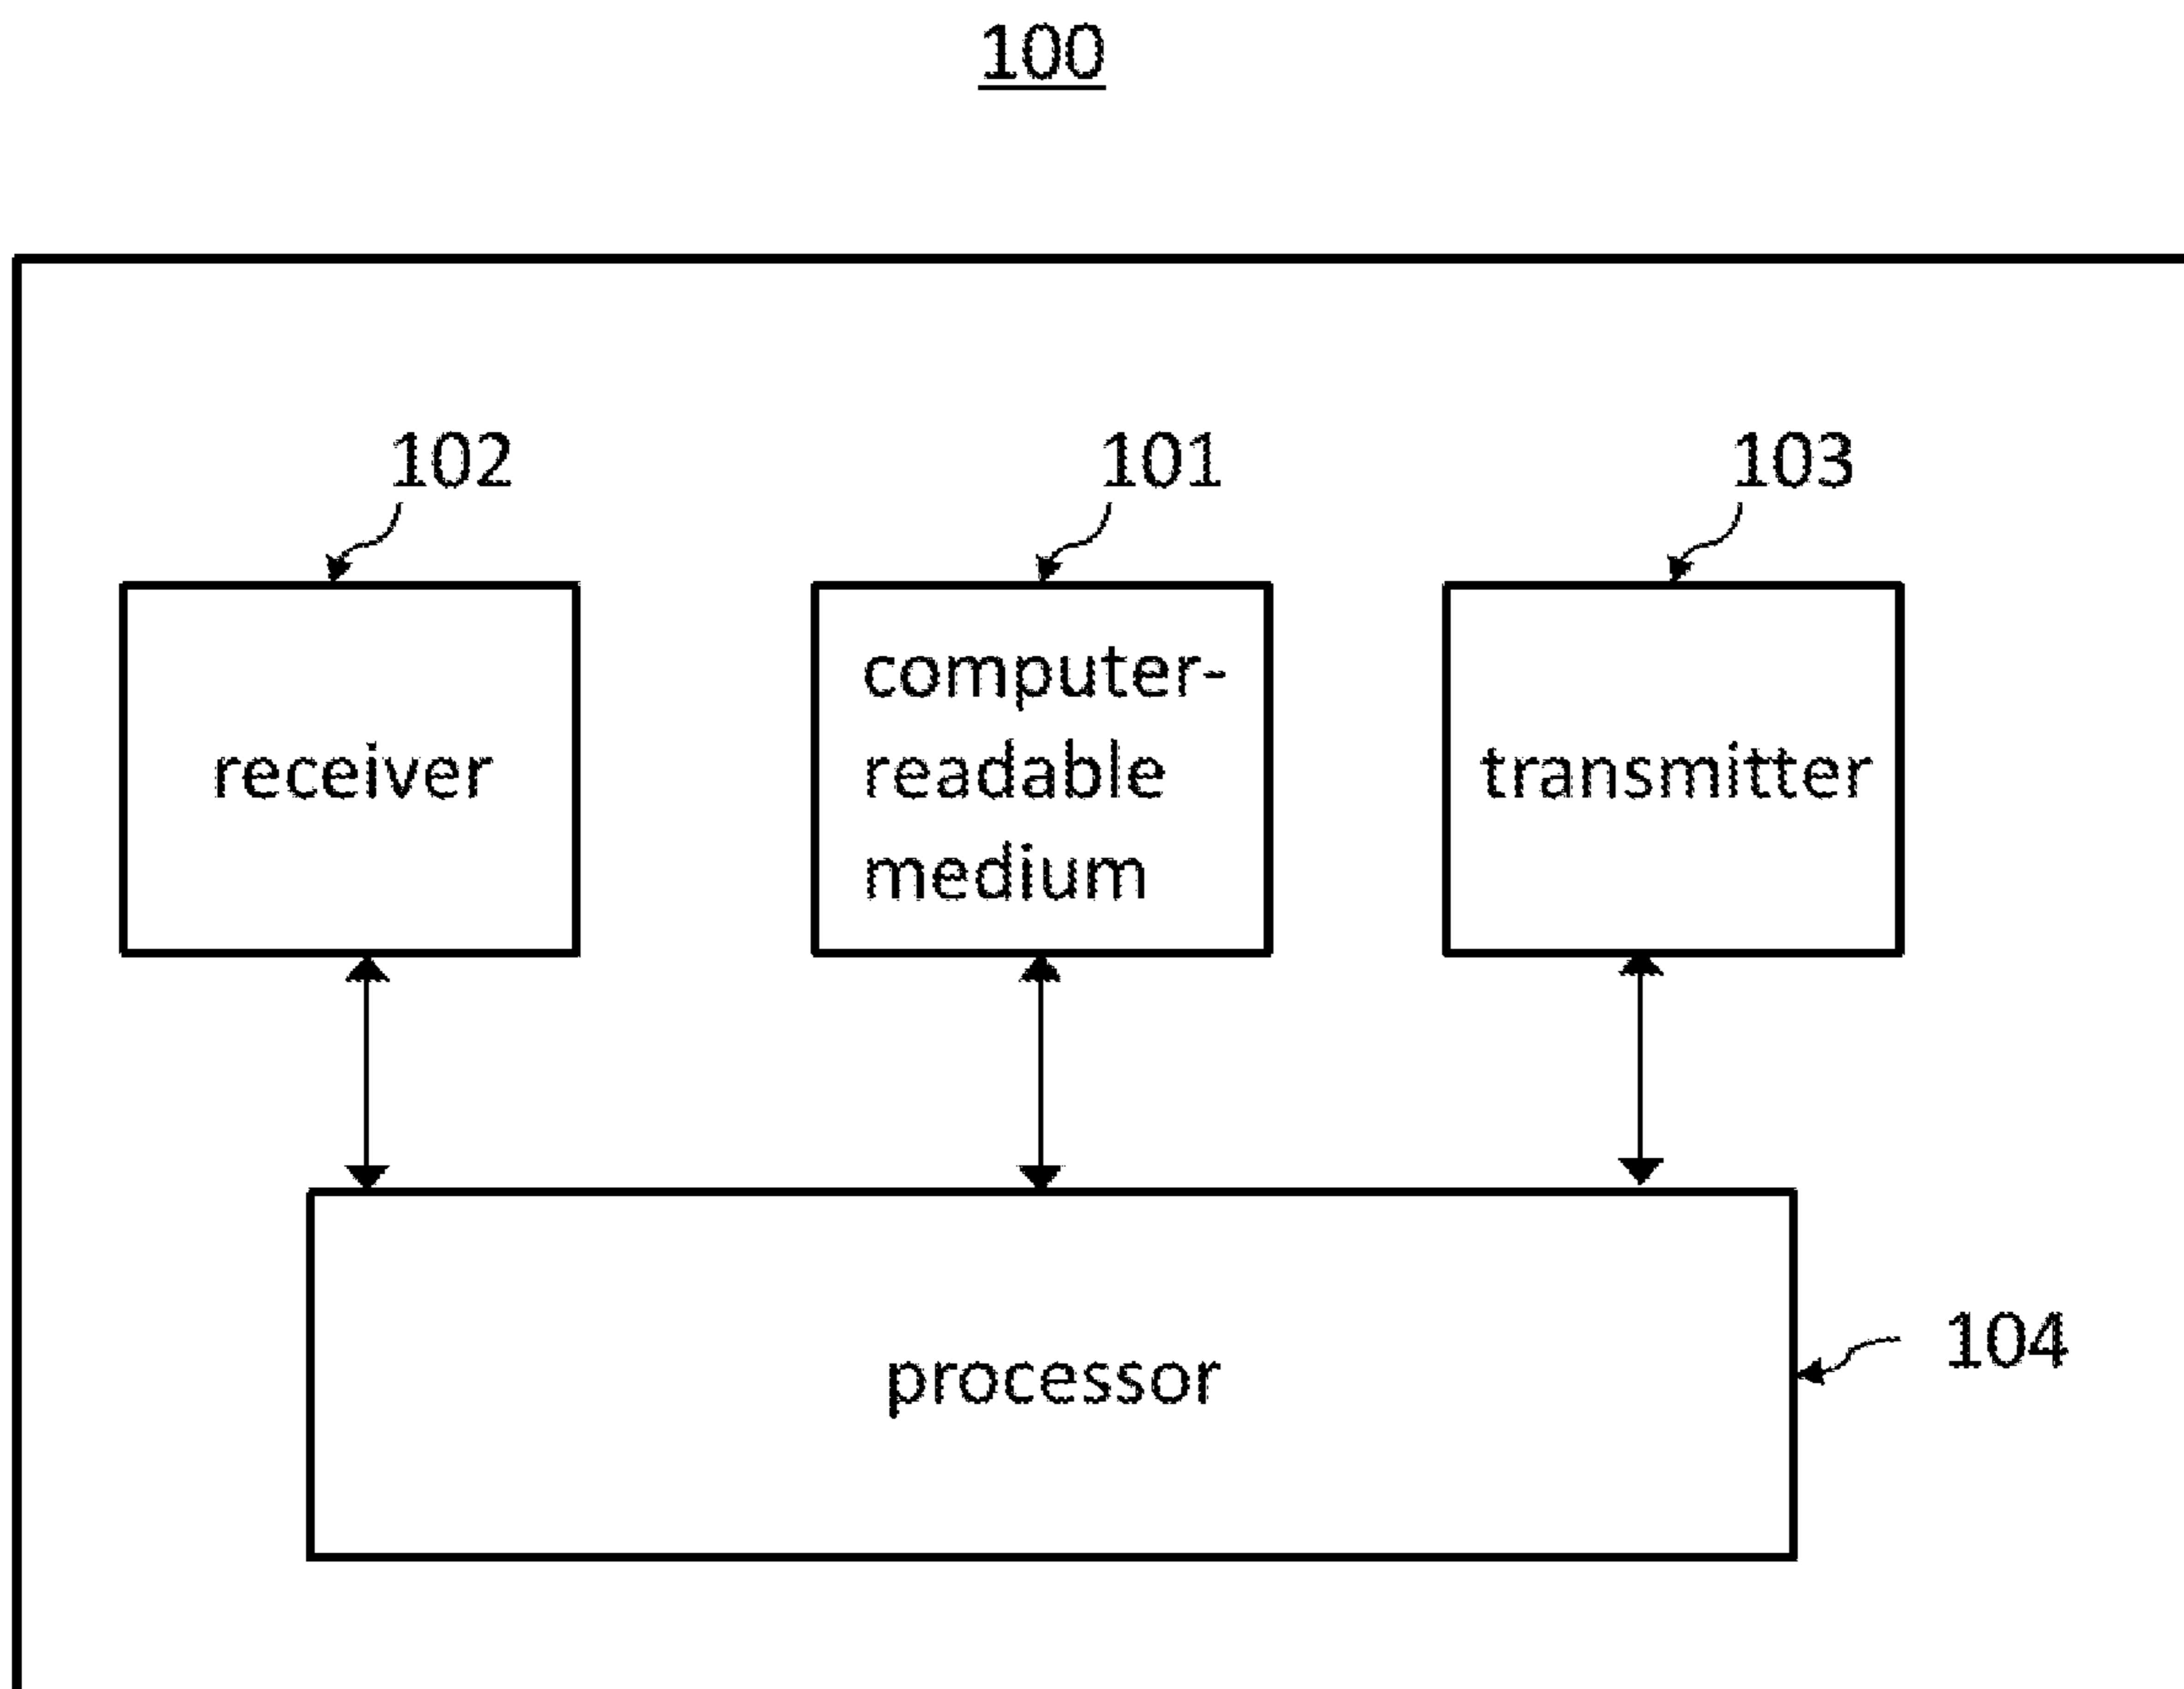 100
102
101
103
receiver
computer-
readable
medium
transmitter
processor
104